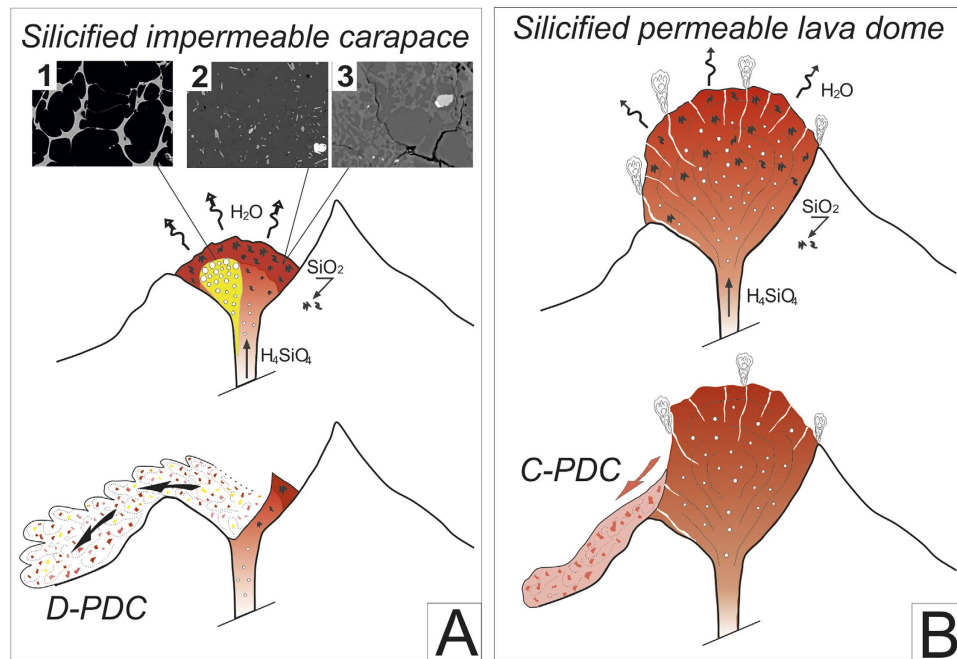 Silicified impermeable carapace
1
2
3
H₂O
SiO₂
H₄SiO₄
D-PDC
A
Silicified permeable lava dome
H₂O
SiO₂
H₄SiO₄
C-PDC
B